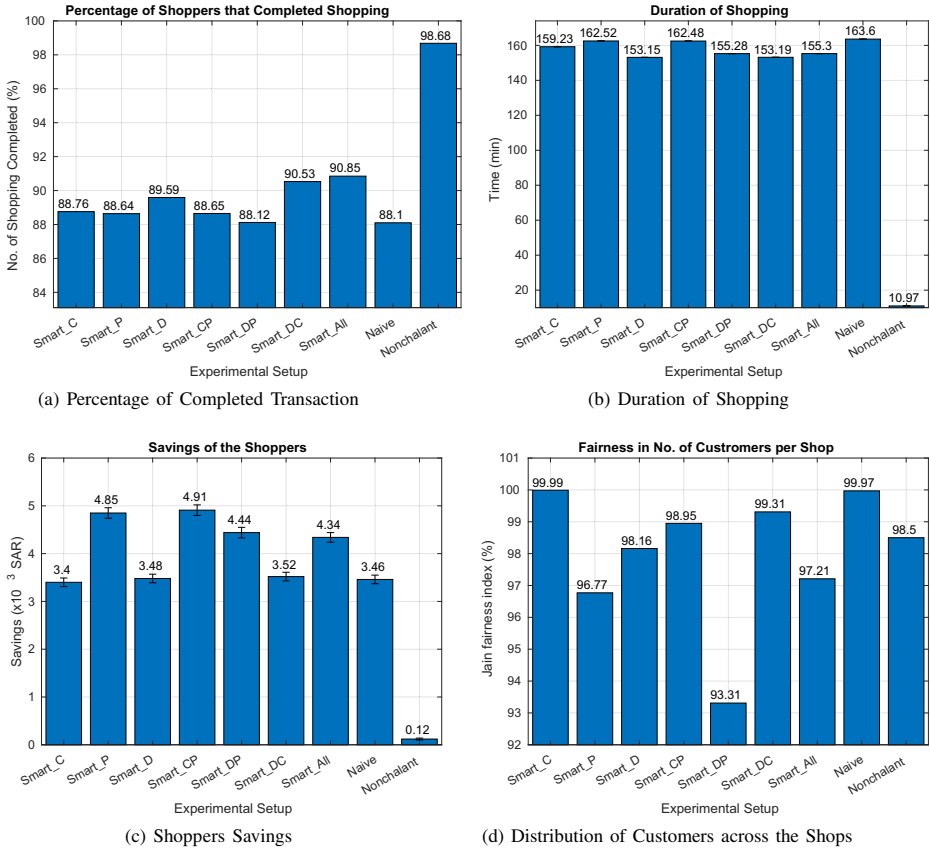 Percentage of Shoppers that Completed Shopping
No. of Shopping Completed (%)
100
98
96
94
92
90
88
86
84
88.76
88.64
89.59
88.65
88.12
90.53
90.85
88.1
98.68
Smart_C
Smart_P
Smart_D
Smart_CP
Smart_DP
Smart_DC
Smart_All
Naive
Nonchalant
Experimental Setup
(a) Percentage of Completed Transaction
Duration of Shopping
Time (min)
160
140
120
100
80
60
40
20
159.23
162.52
153.15
162.48
155.28
153.19
155.3
163.6
10.97
Smart_C
Smart_P
Smart_D
Smart_CP
Smart_DP
Smart_DC
Smart_All
Naive
Nonchalant
Experimental Setup
(b) Duration of Shopping
Savings of the Shoppers
Savings (x10 3 SAR)
6
5
4
3
2
1
0
3.4
4.85
3.48
4.91
4.44
3.52
4.34
3.46
0.12
Smart_C
Smart_P
Smart_D
Smart_CP
Smart_DP
Smart_DC
Smart_All
Naive
Nonchalant
Experimental Setup
(c) Shoppers Savings
Fairness in No. of Custromers per Shop
Jain fairness index (%)
101
100
99
98
97
96
95
94
93
92
99.99
96.77
98.16
98.95
93.31
99.31
97.21
99.97
98.5
Smart_C
Smart_P
Smart_D
Smart_CP
Smart_DP
Smart_DC
Smart_All
Naive
Nonchalant
Experimental Setup
(d) Distribution of Customers across the Shops